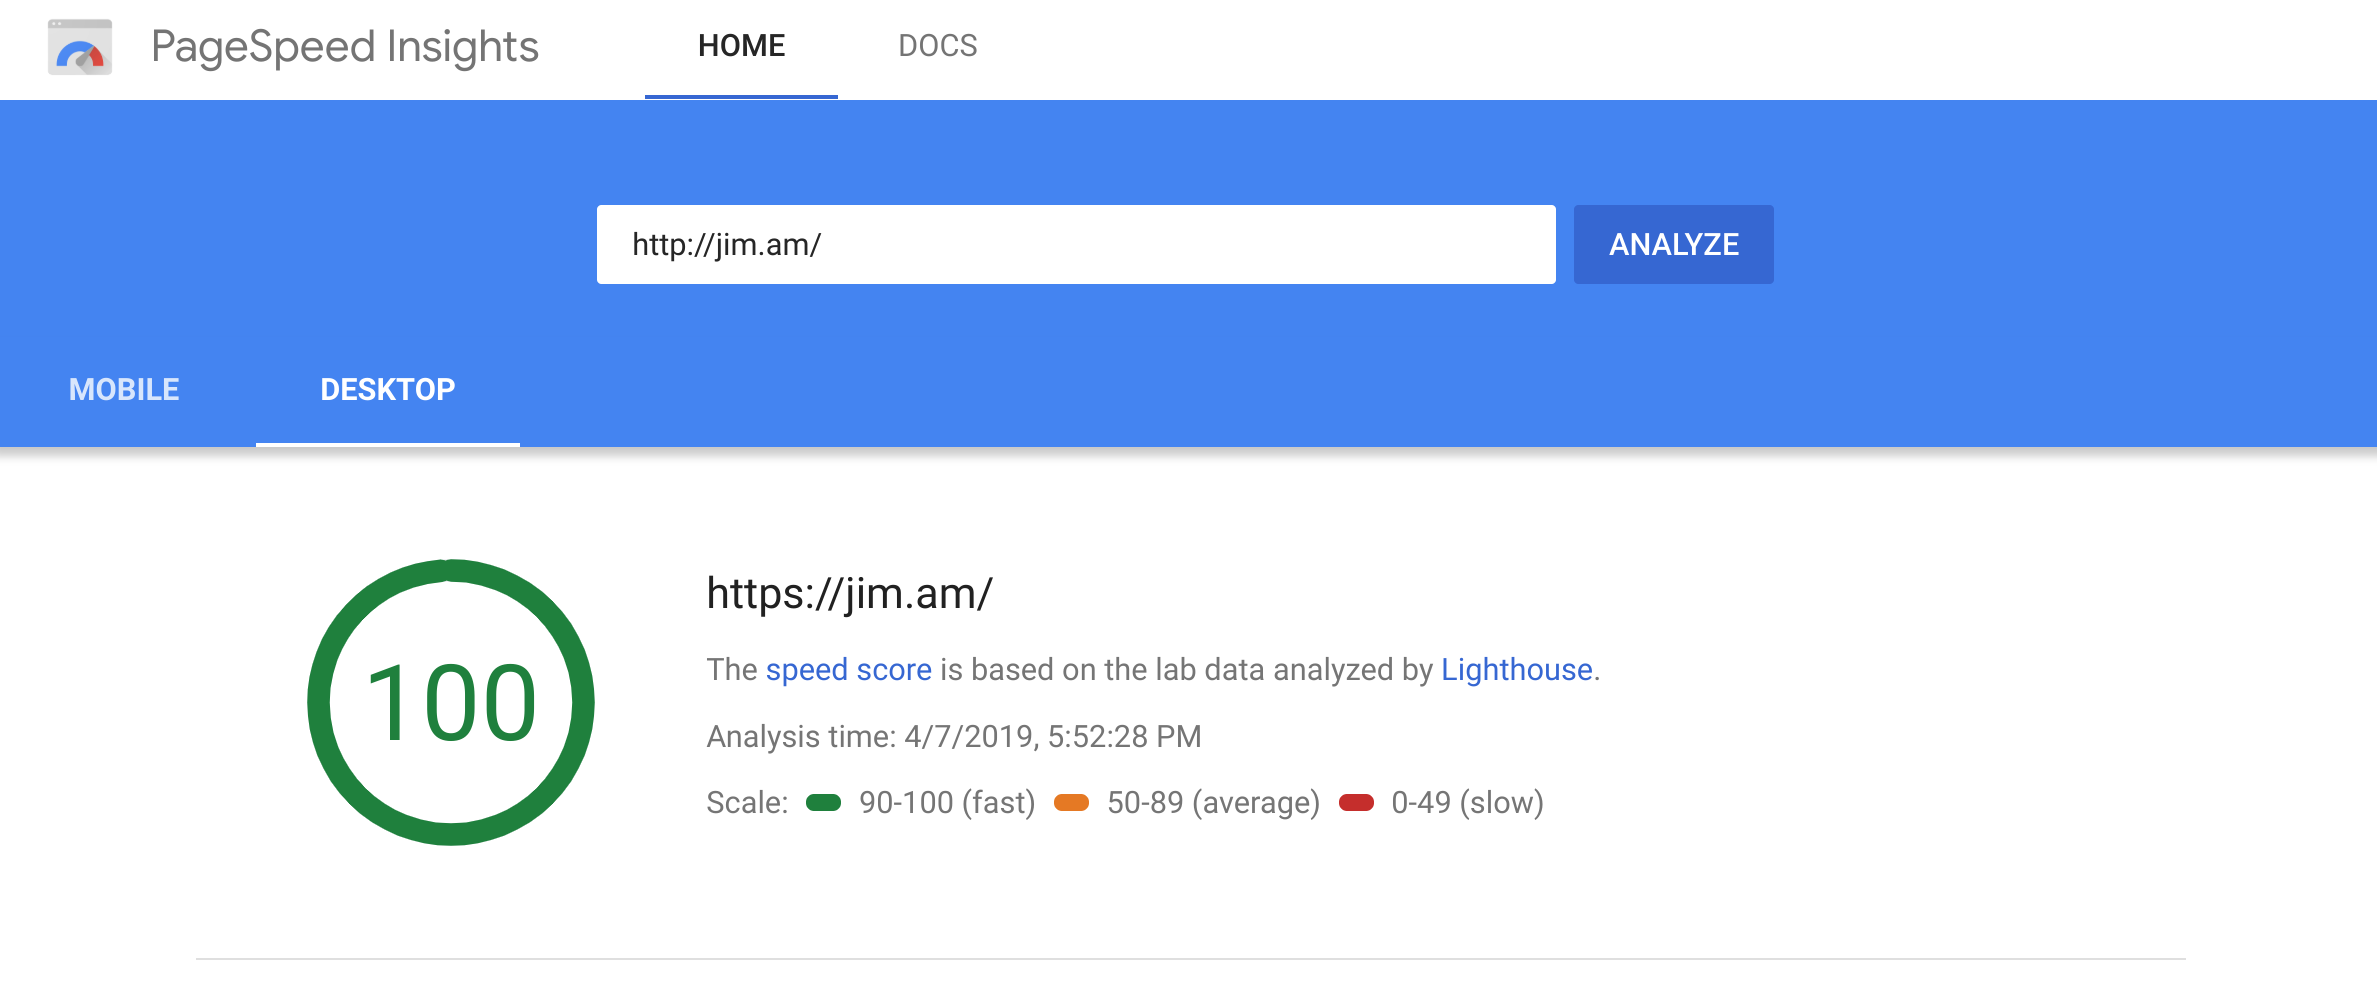 PageSpeed Insights HOME DOCS
http://jim.am/ ANALYZE
MOBILE DESKTOP
100
https://jim.am/
The speed score is based on the lab data analyzed by Lighthouse.
Analysis time: 4/7/2019, 5:52:28 PM
Scale: 90-100 (fast) 50-89 (average) 0-49 (slow)